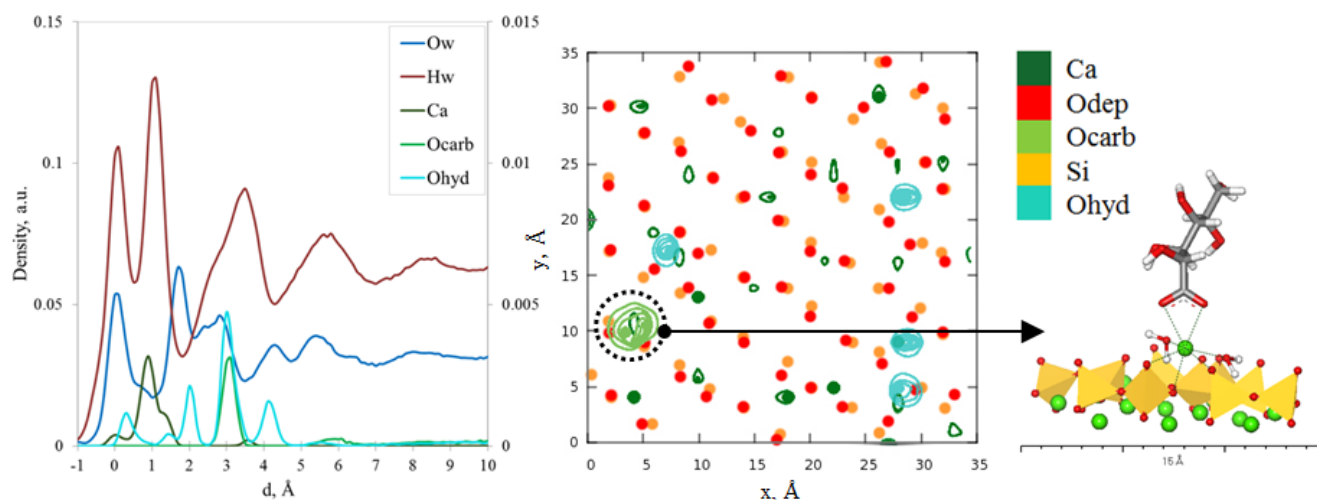 0.15
0.1
0.05
0
Density, a.u.
-1 0 1 2 3 4 5 6 7 8 9 10
d, Å
Ow
Hw
Ca
Ocarb
Ohyd
0.015
0.01
0.005
0
y, Å
35
30
25
20
15
10
5
0
0 5 10 15 20 25 30 35
x, Å
Ca
Odep
Ocarb
Si
Ohyd
15Å